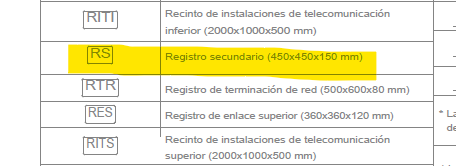 RITI Recinto de instalaciones de telecomunicación
inferior (2000x1000x500 mm)
RS Registro secundario (450x450x150 mm)
RTR Registro de terminación de red (500x600x80 mm)
RES Registro de enlace superior (360x360x120 mm)
RITS Recinto de instalaciones de telecomunicación
superior (2000x1000x500 mm)
* La
de